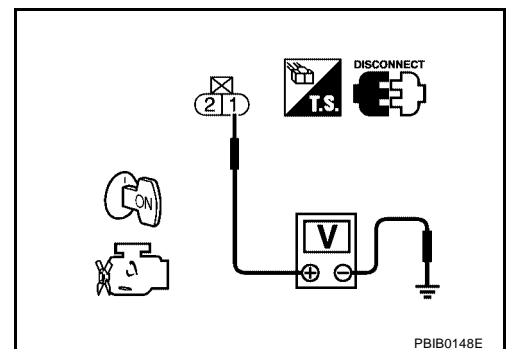 DISCONNECT
T.S.
2 1
ON
V
PBIB0148E